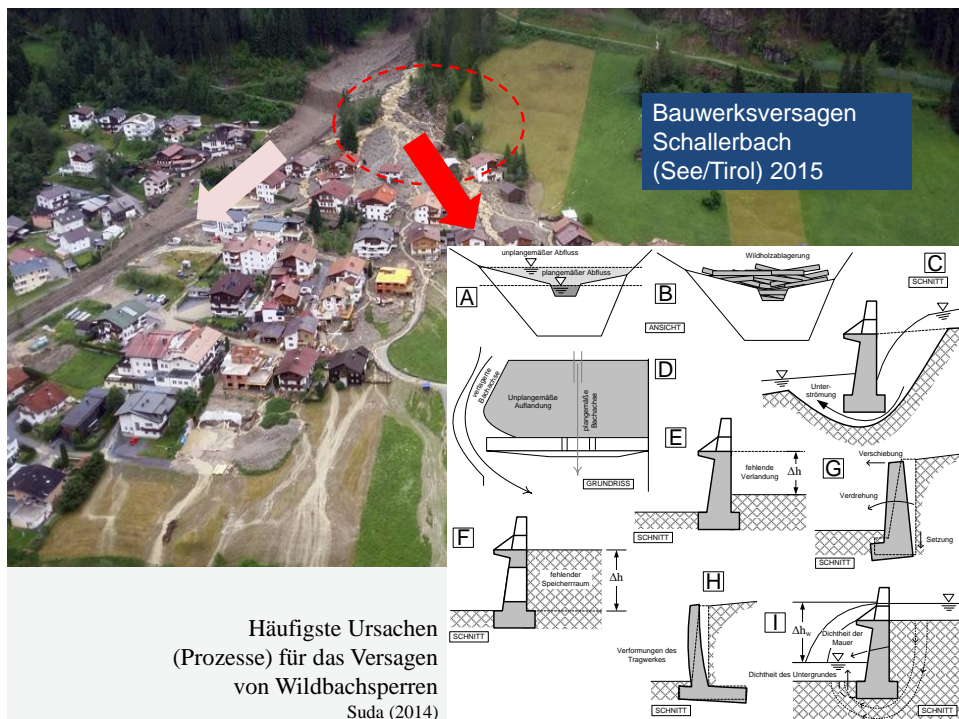 Bauwerksversagen
Schallerbach
(See/Tirol) 2015
unplangemäßer Abfluss
plangemäßer Abfluss
A
ANSICHT
Wildholzablagerung
B
C
SCHNITT
Unter-
strömung
verlagerte
Bachachse
Unplangemäße
Auflandung
plangemäße
Bachachse
D
GRUNDRISS
E
fehlende
Verlandung
Δh
SCHNITT
Verschiebung
G
Verdrehung
Setzung
SCHNITT
F
fehlender
Speicherraum
Δh
SCHNITT
H
Verformungen des
Tragwerkes
SCHNITT
I
Δhw
Dichtheit der
Mauer
Dichtheit des Untergrundes
SCHNITT
Häufigste Ursachen
(Prozesse) für das Versagen
von Wildbachsperren
Suda (2014)